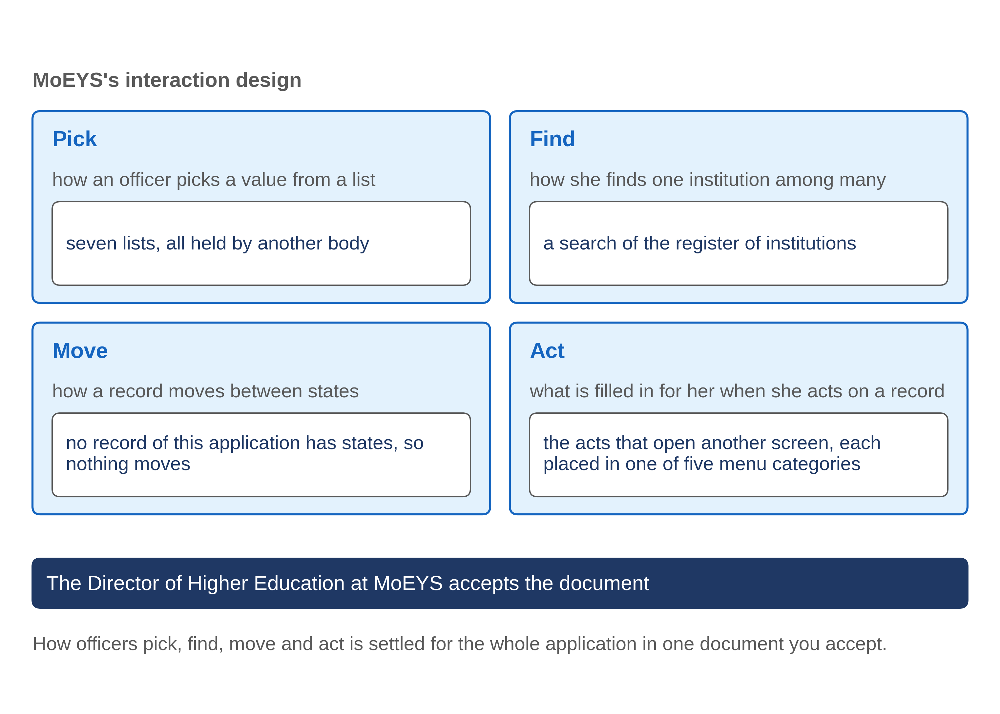 MoEYS's interaction design
Pick
how an officer picks a value from a list
seven lists, all held by another body
Find
how she finds one institution among many
a search of the register of institutions
Move
how a record moves between states
no record of this application has states, so
nothing moves
Act
what is filled in for her when she acts on a record
the acts that open another screen, each
placed in one of five menu categories
The Director of Higher Education at MoEYS accepts the document
How officers pick, find, move and act is settled for the whole application in one document you accept.